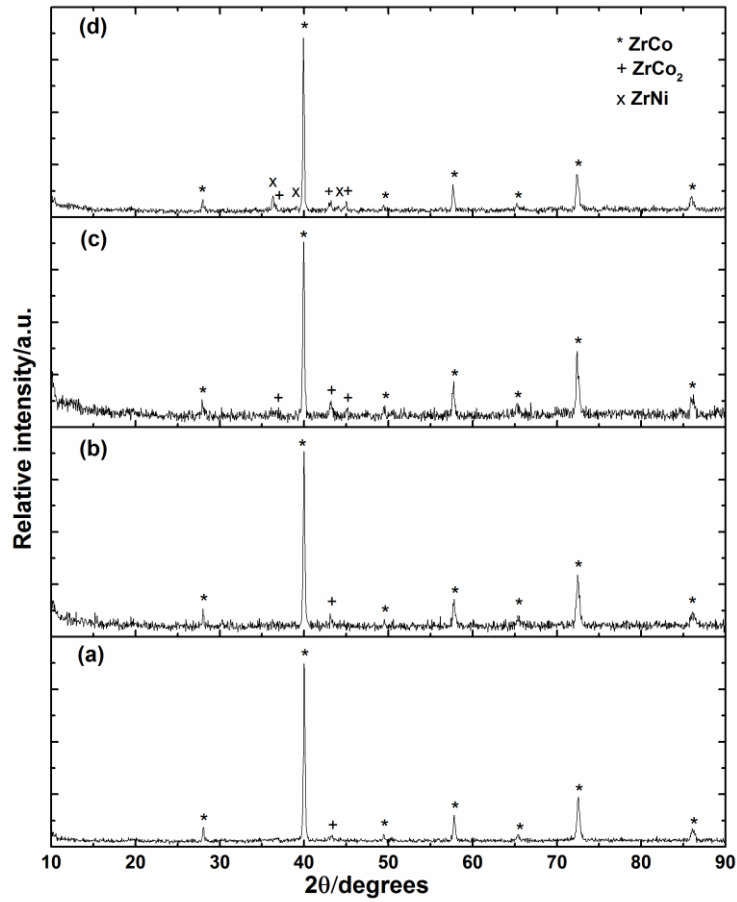 (d)
*
* ZrCo
+ ZrCo₂
x ZrNi
* x + x + x + * * * * *
(c)
*
* + + + * * * * *
(b)
*
* + * * * * *
(a)
*
* + * * * * *
Relative intensity/a.u.
10 20 30 40 50 60 70 80 90
2θ/degrees